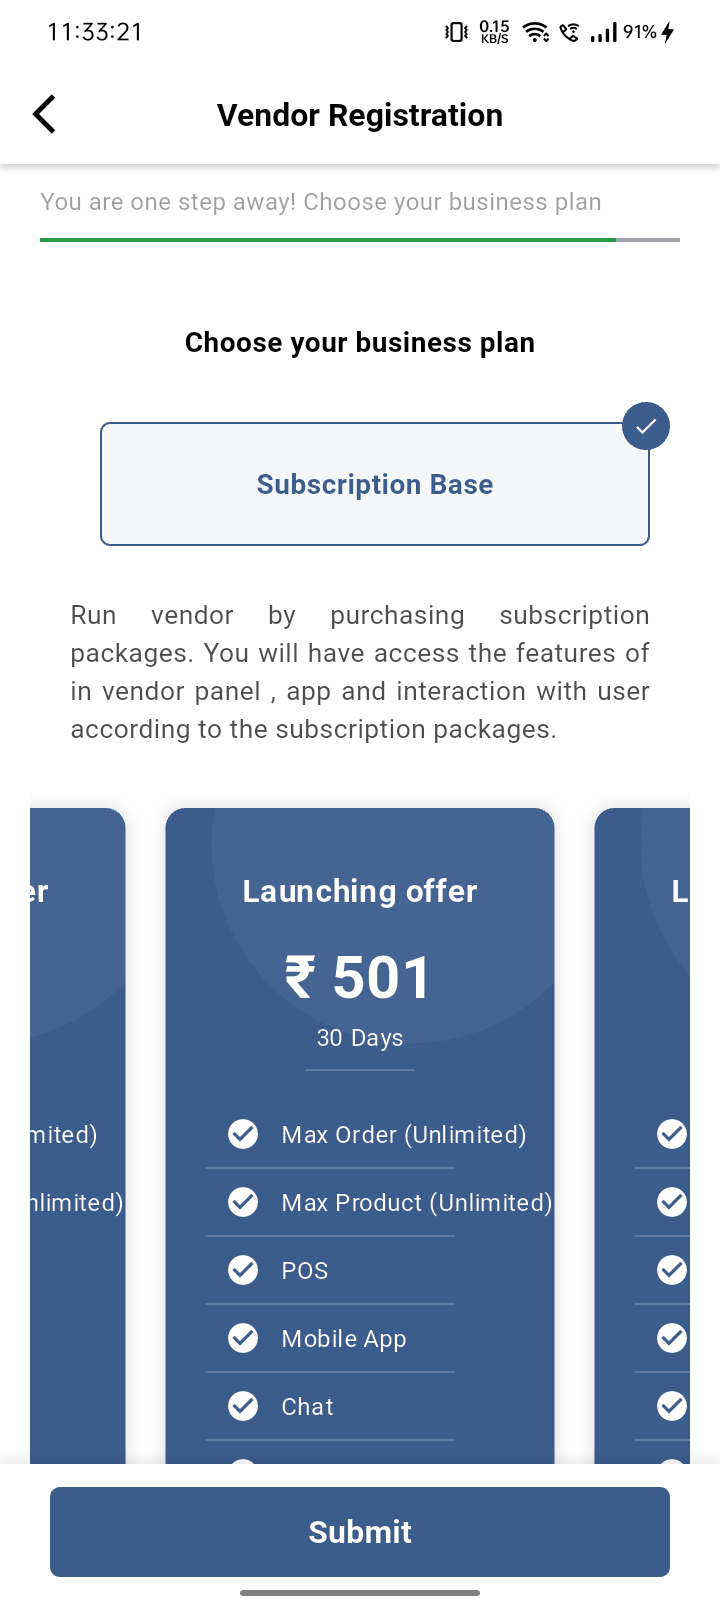 11:33:21
0.15
KB/S
91%
Vendor Registration
You are one step away! Choose your business plan
Choose your business plan
Subscription Base
Run vendor by purchasing subscription
packages. You will have access the features of
in vendor panel , app and interaction with user
according to the subscription packages.
er
Launching offer
L
₹ 501
30 Days
mited)
Max Order (Unlimited)
nlimited)
Max Product (Unlimited)
POS
Mobile App
Chat
Submit